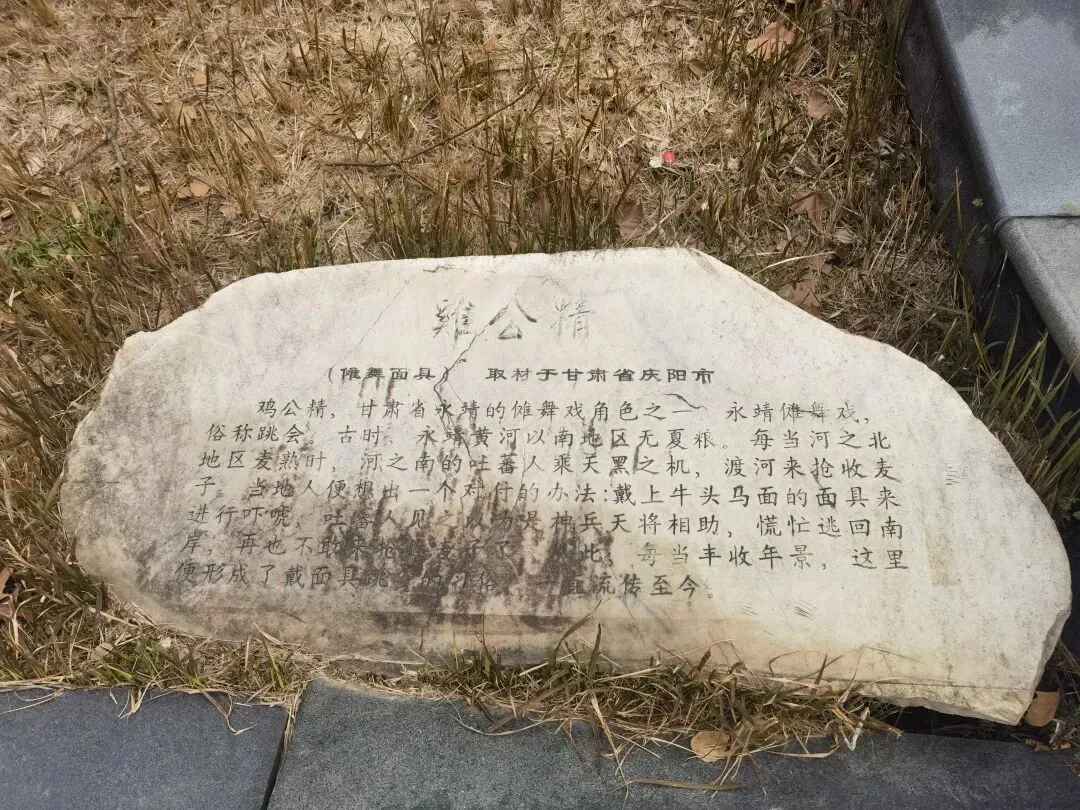 雞公精
(傩舞面具) 取材于甘肃省庆阳市
鸡公精,甘肃省永靖的傩舞戏角色之一。永靖傩舞戏,
俗称跳会。古时,永靖黄河以南地区无夏粮。每当河之北
地区麦熟时,河之南的吐蕃人乘天黑之机,渡河来抢收麦
子。当地人便想出一个对付的办法:戴上牛头马面的面具来
进行吓唬,吐蕃人见之以为是神兵天将相助,慌忙逃回南
岸,再也不敢来抢 麦子了 此,每当丰收年景,这里
便形成了戴面具跳 的习俗 一直流传至今。